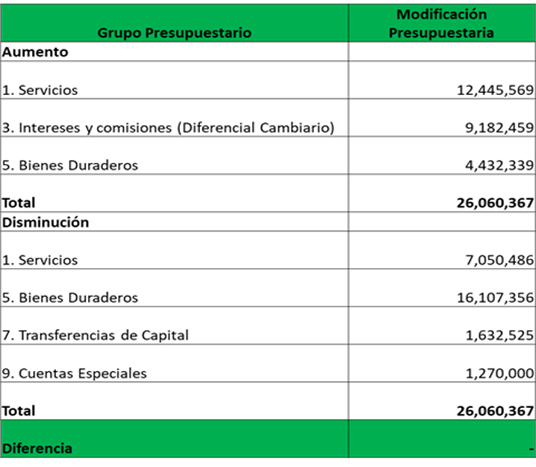 Grupo Presupuestario Modificación Presupuestaria
Aumento
1. Servicios 12,445,569
3. Intereses y comisiones (Diferencial Cambiario) 9,182,459
5. Bienes Duraderos 4,432,339
Total 26,060,367
Disminución
1. Servicios 7,050,486
5. Bienes Duraderos 16,107,356
7. Transferencias de Capital 1,632,525
9. Cuentas Especiales 1,270,000
Total 26,060,367
Diferencia -